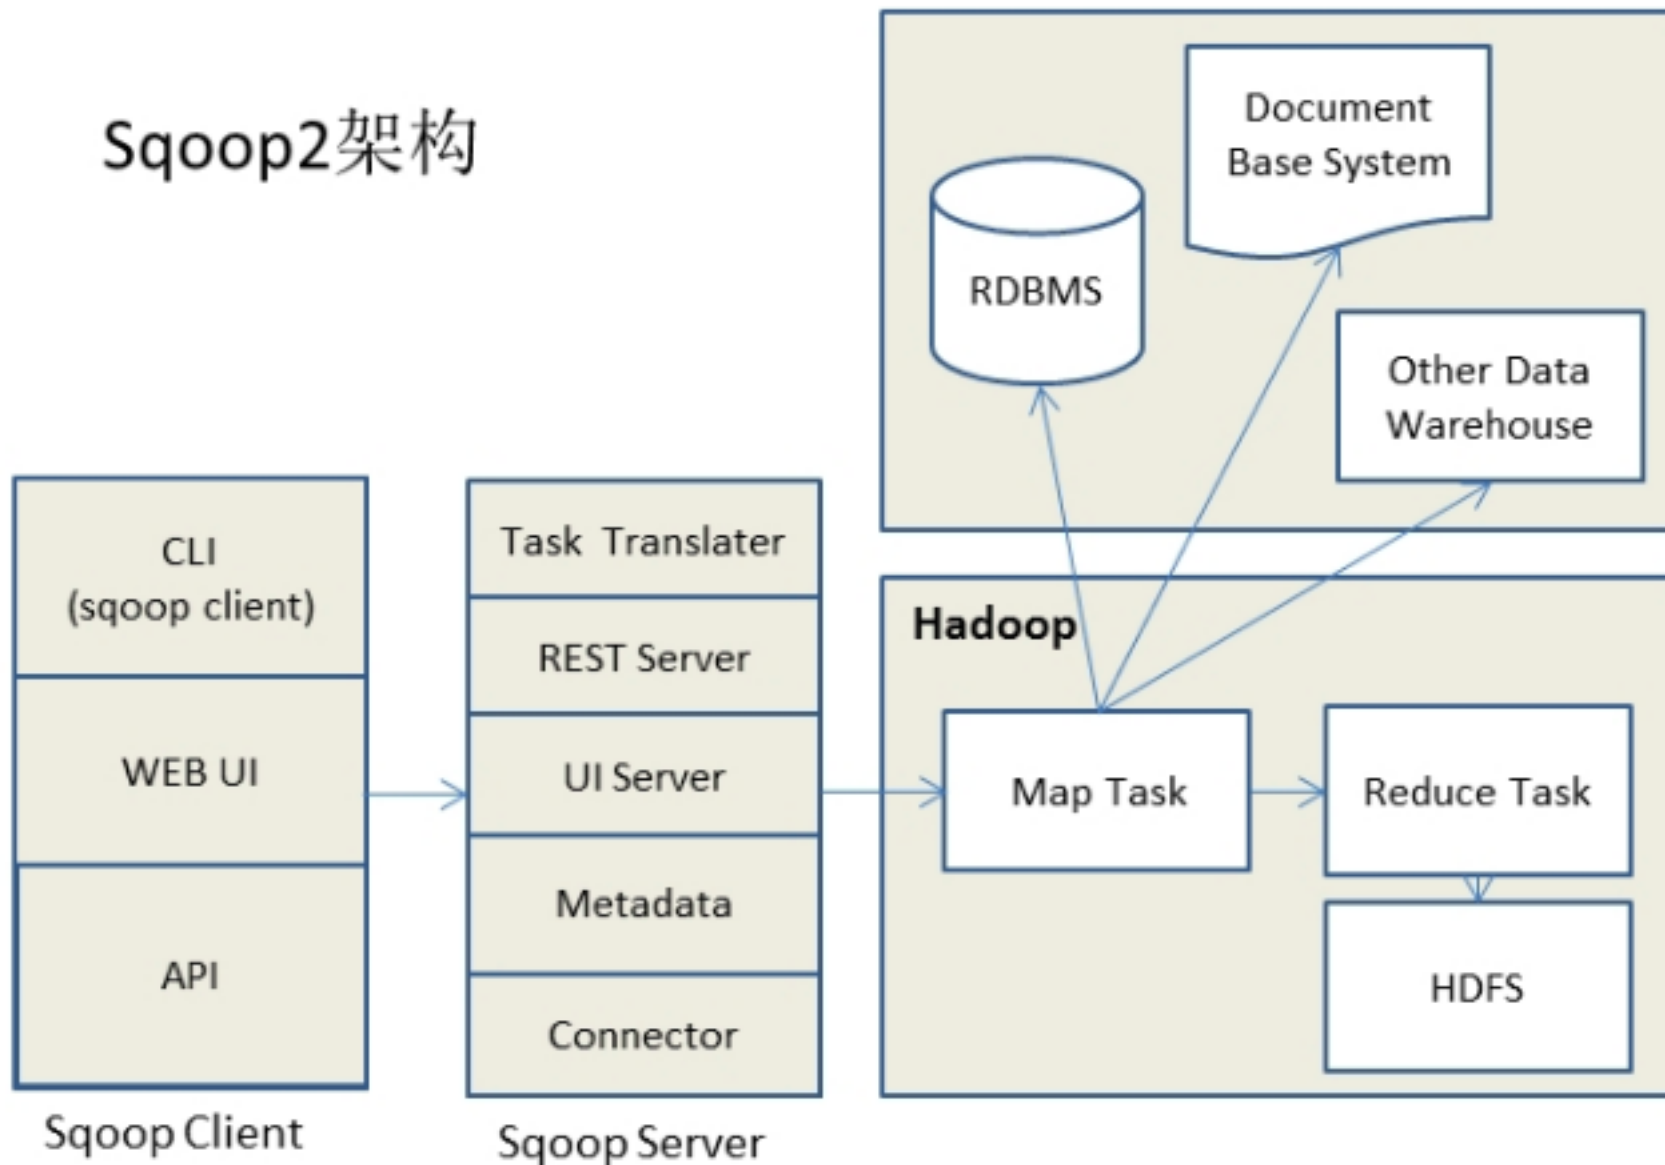 Sqoop2架构
Document
Base System
RDBMS
Other Data
Warehouse
CLI
(sqoop client)
WEB UI
API
Sqoop Client
Task Translater
REST Server
UI Server
Metadata
Connector
Sqoop Server
Hadoop
Map Task
Reduce Task
HDFS